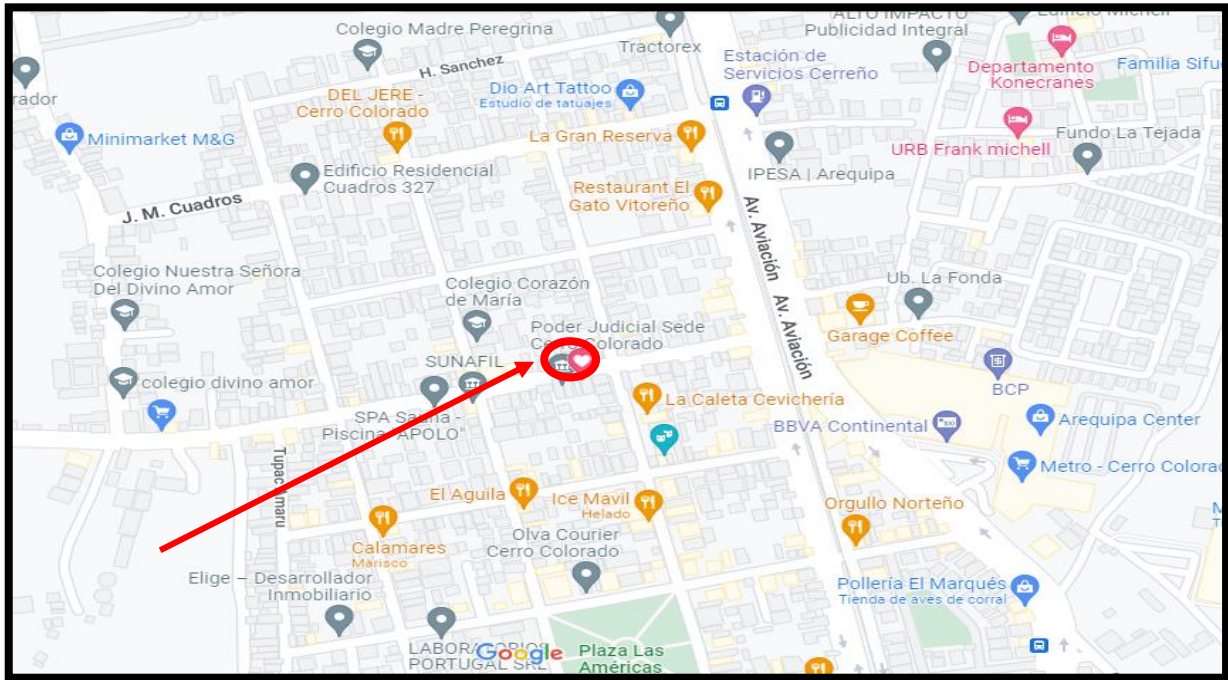 ALTO IMPACTO
Publicidad Integral
Edificio Michell
Colegio Madre Peregrina
Tractorex
Estación de
Servicios Cerreño
Departamento
Konecranes
Familia Sifu
H. Sanchez
rador
DEL JERE -
Cerro Colorado
Dio Art Tattoo
Estudio de tatuajes
Minimarket M&G
La Gran Reserva
URB Frank michell
Fundo La Tejada
Edificio Residencial
Cuadros 327
IPESA | Arequipa
Restaurant El
Gato Vitoreño
J. M. Cuadros
Av. Aviación
Av. Aviación
Colegio Nuestra Señora
Del Divino Amor
Colegio Corazón
de María
Ub. La Fonda
Poder Judicial Sede
Colorado
Garage Coffee
SUNAFIL
colegio divino amor
BCP
La Caleta Cevichería
SPA Sauna -
Piscina "APOLO"
BBVA Continental
Arequipa Center
Tupac Amaru
Metro - Cerro Colorad
El Aguila
Ice Mavil
Helado
Orgullo Norteño
Calamares
Marisco
Olva Courier
Cerro Colorado
Elige – Desarrollador
Inmobiliario
Pollería El Marqués
Tienda de aves de corral
LABORATORIOS
PORTUGAL SRL
Google
Plaza Las
Américas